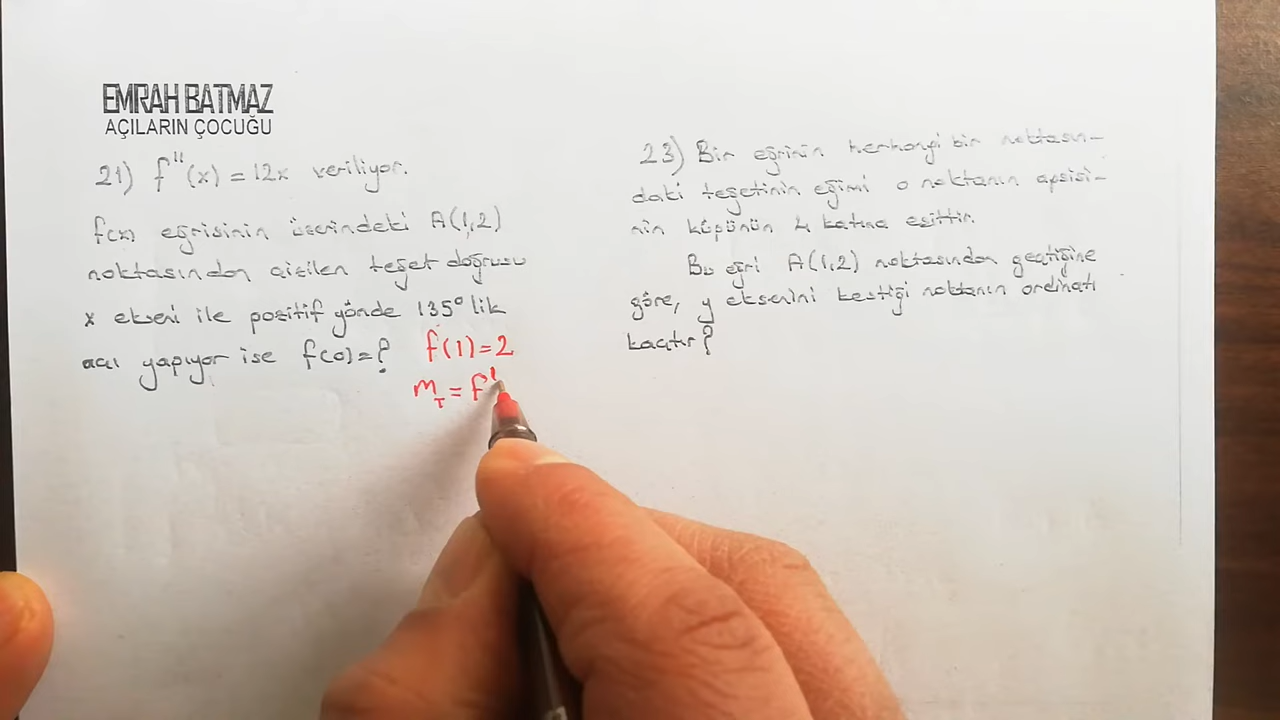 EMRAH BATMAZ
AÇILARIN ÇOCUĞU
21) f''(x) = 12x veriliyor.
f(x) eğrisinin üzerindeki A(1,2)
noktasından çizilen teğet doğrusu
x ekseni ile pozitif yönde 135° lik
açı yapıyor ise f(0)=?
f(1)=2
m_T = f'
23) Bir eğrinin herhangi bir noktasın-
daki teğetinin eğimi o noktanın apsisi-
nin küpünün 4 katına eşittir.
Bu eğri A(1,2) noktasından geçtiğine
göre, y eksenini kestiği noktanın ordinatı
kaçtır?